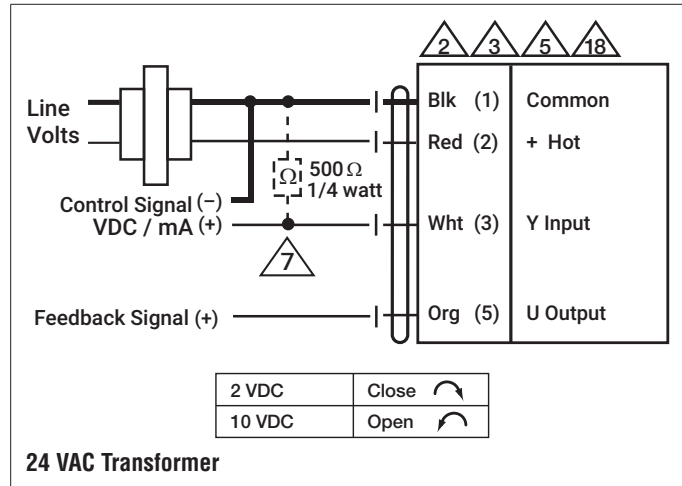 2 3 5 18
Line
Volts
Blk (1) Common
Red (2) + Hot
Ω 500 Ω
1/4 watt
Control Signal (–)
VDC / mA (+)
Wht (3) Y Input
7
Feedback Signal (+)
Org (5) U Output
2 VDC Close
10 VDC Open
24 VAC Transformer